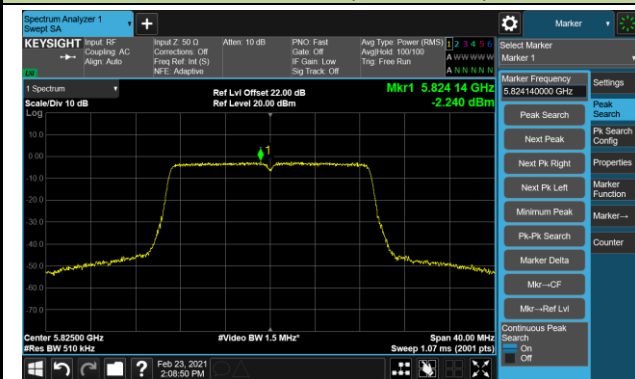 Spectrum Analyzer 1
Swept SA
Marker
KEYSIGHT
Input: RF
Coupling: AC
Align: Auto
Input Z: 50 Ω
Corrections: Off
Freq Ref: Int (S)
NFE: Adaptive
Atten: 10 dB
PNO: Fast
Gate: Off
IF Gain: Low
Sig Track: Off
Avg Type: Power (RMS)
Avg|Hold: 100/100
Trig: Free Run
1 2 3 4 5 6
A W W W W W
A N N N N N
Select Marker
Marker 1
1 Spectrum
Scale/Div 10 dB
Log
Ref Lvl Offset 22.00 dB
Ref Level 20.00 dBm
Mkr1 5.824 14 GHz
-2.240 dBm
10.0
0.00
-10.0
-20.0
-30.0
-40.0
-50.0
-60.0
-70.0
1
Center 5.82500 GHz
#Res BW 510 kHz
#Video BW 1.5 MHz*
Span 40.00 MHz
Sweep 1.07 ms (2001 pts)
Marker Frequency
5.824140000 GHz
Peak Search
Next Peak
Next Pk Right
Next Pk Left
Minimum Peak
Pk-Pk Search
Marker Delta
Mkr→CF
Mkr→Ref Lvl
Continuous Peak
Search
On
Off
Settings
Peak
Search
Pk Search
Config
Properties
Marker
Function
Marker→
Counter
?
Feb 23, 2021
2:08:50 PM